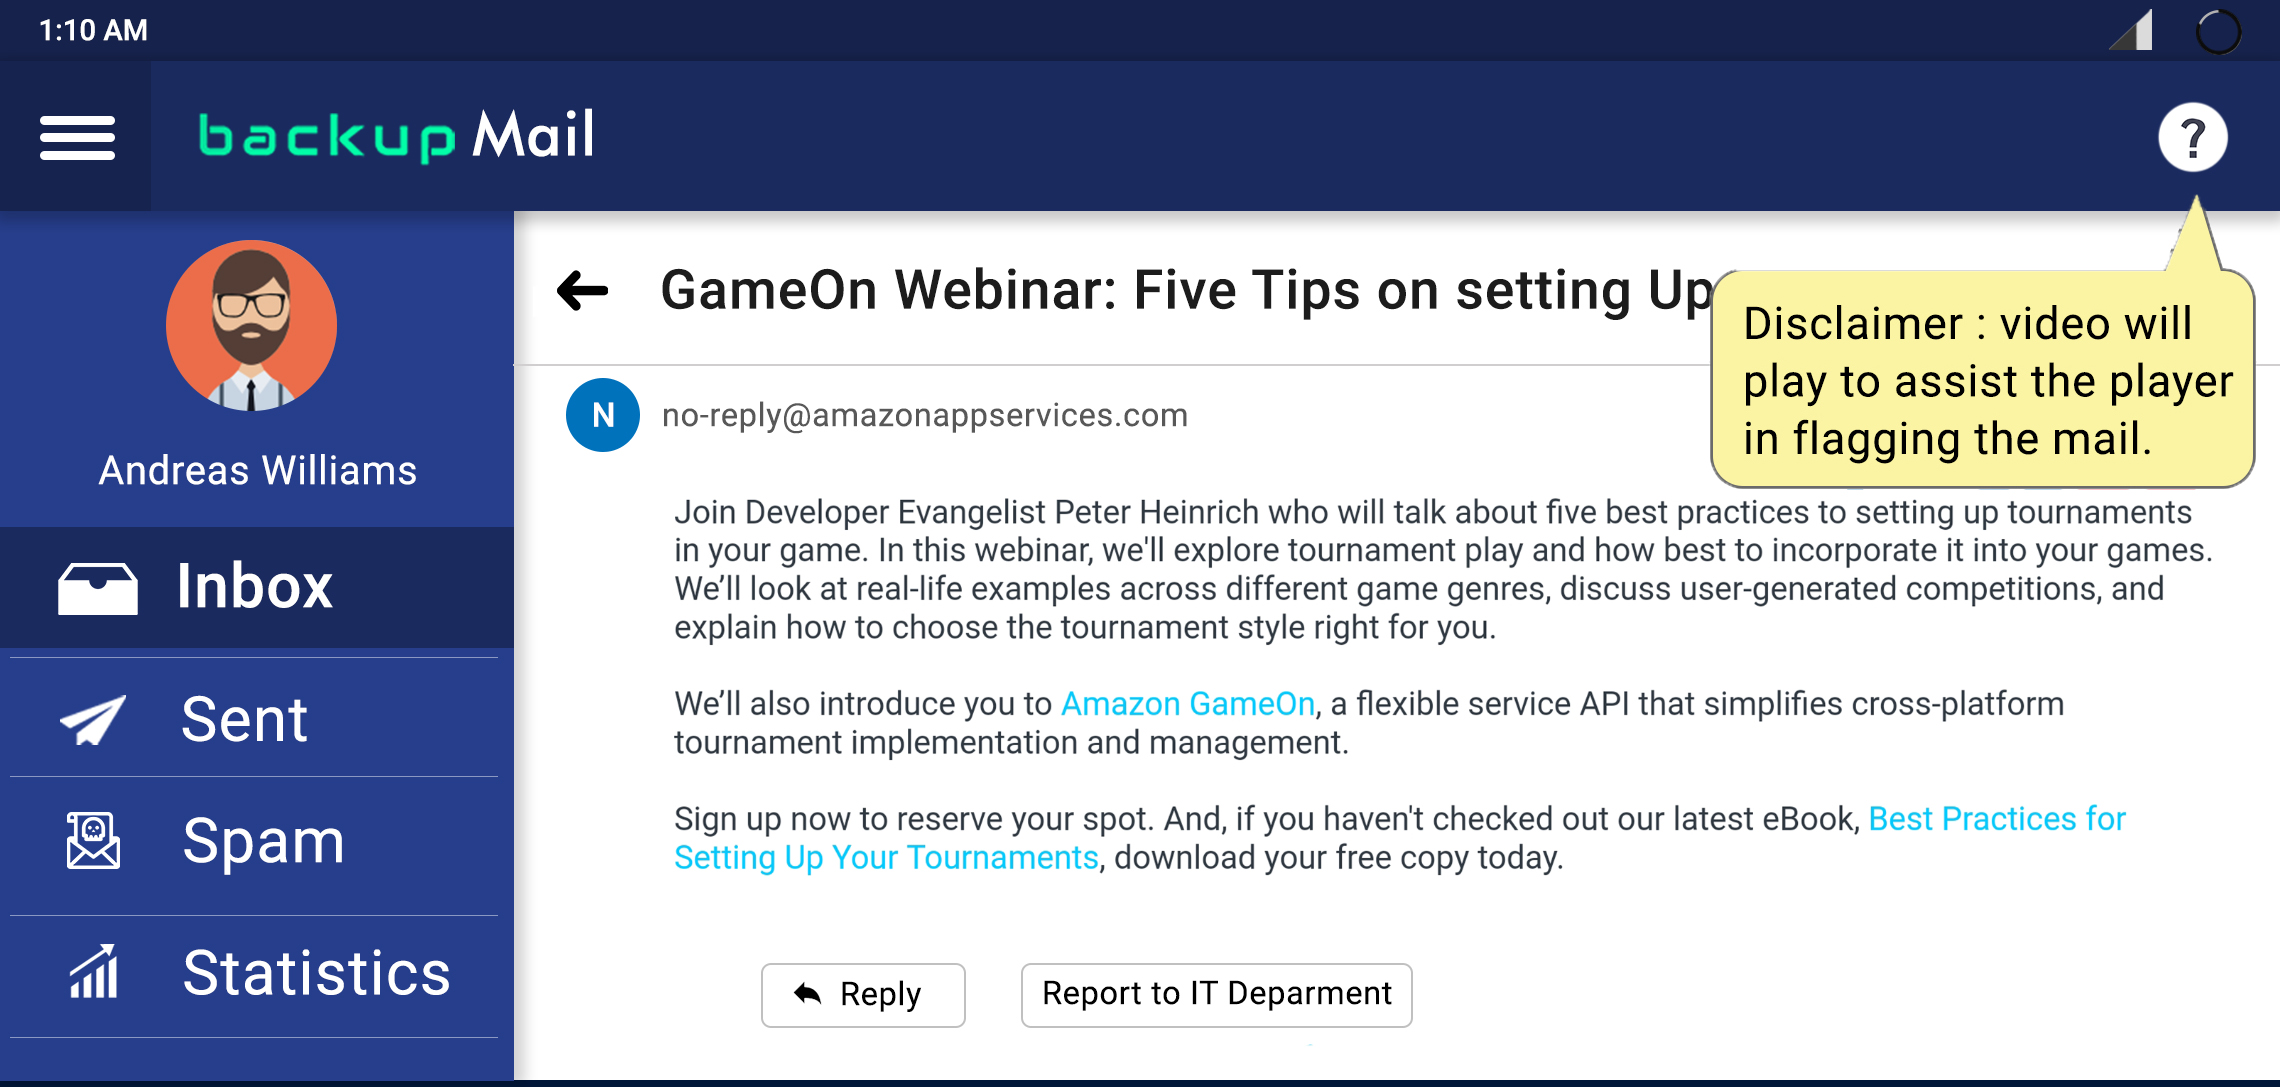 1:10 AM
backup Mail
?
GameOn Webinar: Five Tips on setting Up
Disclaimer : video will
play to assist the player
in flagging the mail.
N
no-reply@amazonappservices.com
Andreas Williams
Inbox
Sent
Spam
Statistics
Join Developer Evangelist Peter Heinrich who will talk about five best practices to setting up tournaments
in your game. In this webinar, we'll explore tournament play and how best to incorporate it into your games.
We’ll look at real-life examples across different game genres, discuss user-generated competitions, and
explain how to choose the tournament style right for you.
We’ll also introduce you to Amazon GameOn, a flexible service API that simplifies cross-platform
tournament implementation and management.
Sign up now to reserve your spot. And, if you haven't checked out our latest eBook, Best Practices for
Setting Up Your Tournaments, download your free copy today.
Reply
Report to IT Deparment